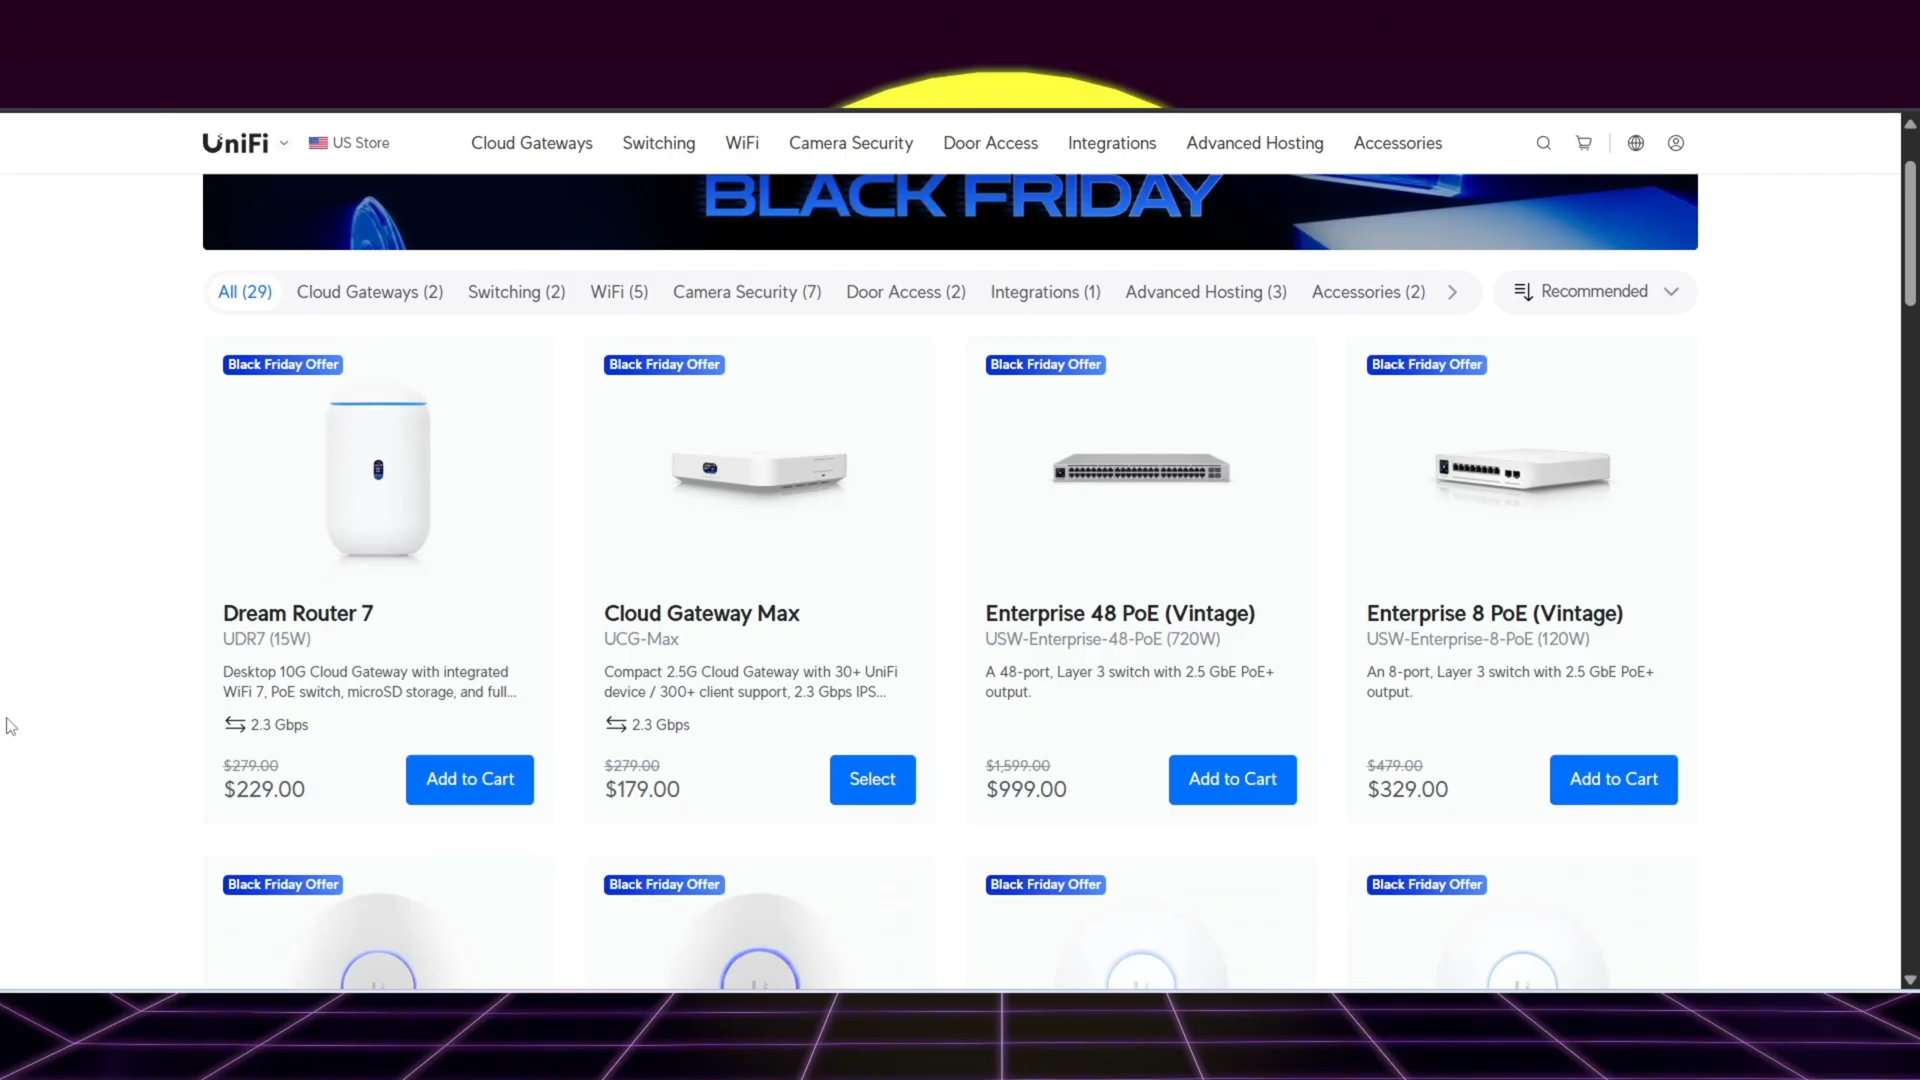 UniFi US Store Cloud Gateways Switching WiFi Camera Security Door Access Integrations Advanced Hosting Accessories
BLACK FRIDAY
All (29) Cloud Gateways (2) Switching (2) WiFi (5) Camera Security (7) Door Access (2) Integrations (1) Advanced Hosting (3) Accessories (2) Recommended
Black Friday Offer
Dream Router 7
UDR7 (15W)
Desktop 10G Cloud Gateway with integrated
WiFi 7, PoE switch, microSD storage, and full...
2.3 Gbps
$279.00
$229.00
Add to Cart
Black Friday Offer
Cloud Gateway Max
UCG-Max
Compact 2.5G Cloud Gateway with 30+ UniFi
device / 300+ client support, 2.3 Gbps IPS...
2.3 Gbps
$279.00
$179.00
Select
Black Friday Offer
Enterprise 48 PoE (Vintage)
USW-Enterprise-48-PoE (720W)
A 48-port, Layer 3 switch with 2.5 GbE PoE+
output.
$1,599.00
$999.00
Add to Cart
Black Friday Offer
Enterprise 8 PoE (Vintage)
USW-Enterprise-8-PoE (120W)
An 8-port, Layer 3 switch with 2.5 GbE PoE+
output.
$479.00
$329.00
Add to Cart
Black Friday Offer
Black Friday Offer
Black Friday Offer
Black Friday Offer